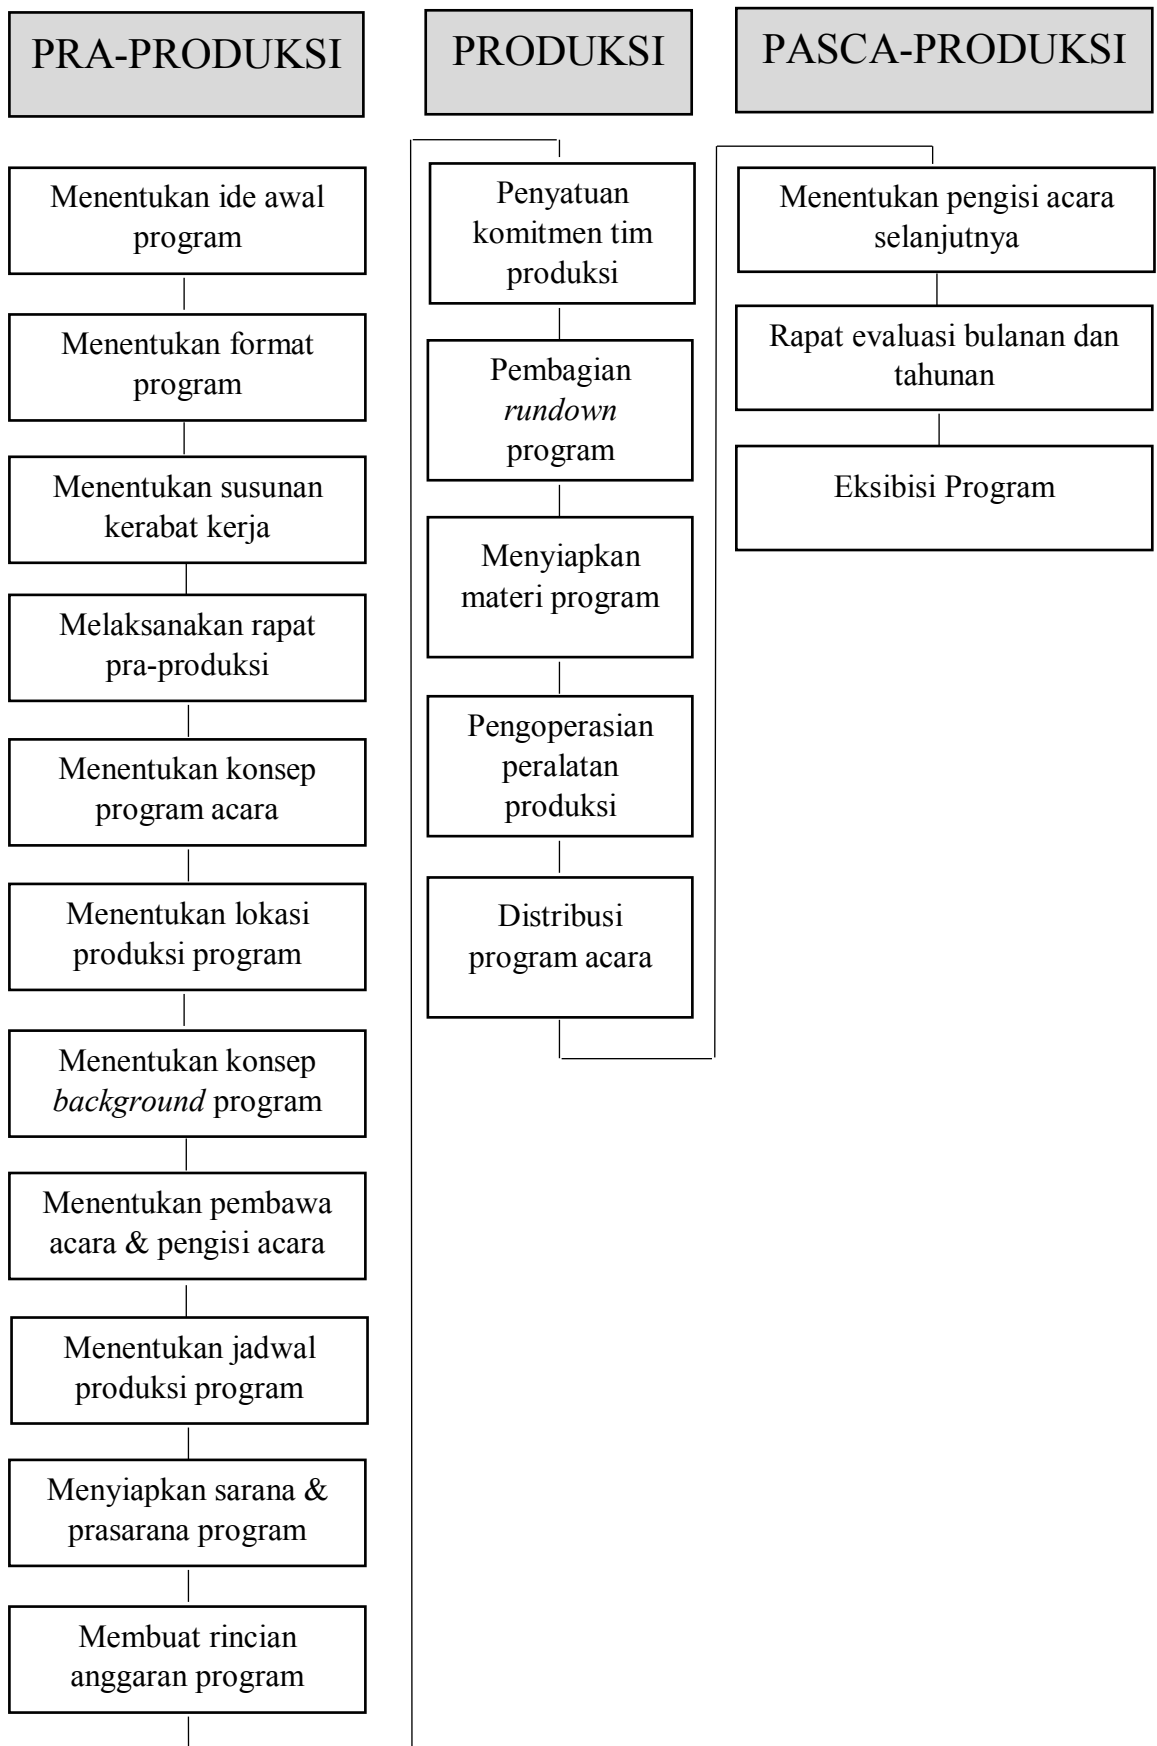 PRA-PRODUKSI
Menentukan ide awal
program
Menentukan format
program
Menentukan susunan
kerabat kerja
Melaksanakan rapat
pra-produksi
Menentukan konsep
program acara
Menentukan lokasi
produksi program
Menentukan konsep
background program
Menentukan pembawa
acara & pengisi acara
Menentukan jadwal
produksi program
Menyiapkan sarana &
prasarana program
Membuat rincian
anggaran program
PRODUKSI
Penyatuan
komitmen tim
produksi
Pembagian
rundown
program
Menyiapkan
materi program
Pengoperasian
peralatan
produksi
Distribusi
program acara
PASCA-PRODUKSI
Menentukan pengisi acara
selanjutnya
Rapat evaluasi bulanan dan
tahunan
Eksibisi Program